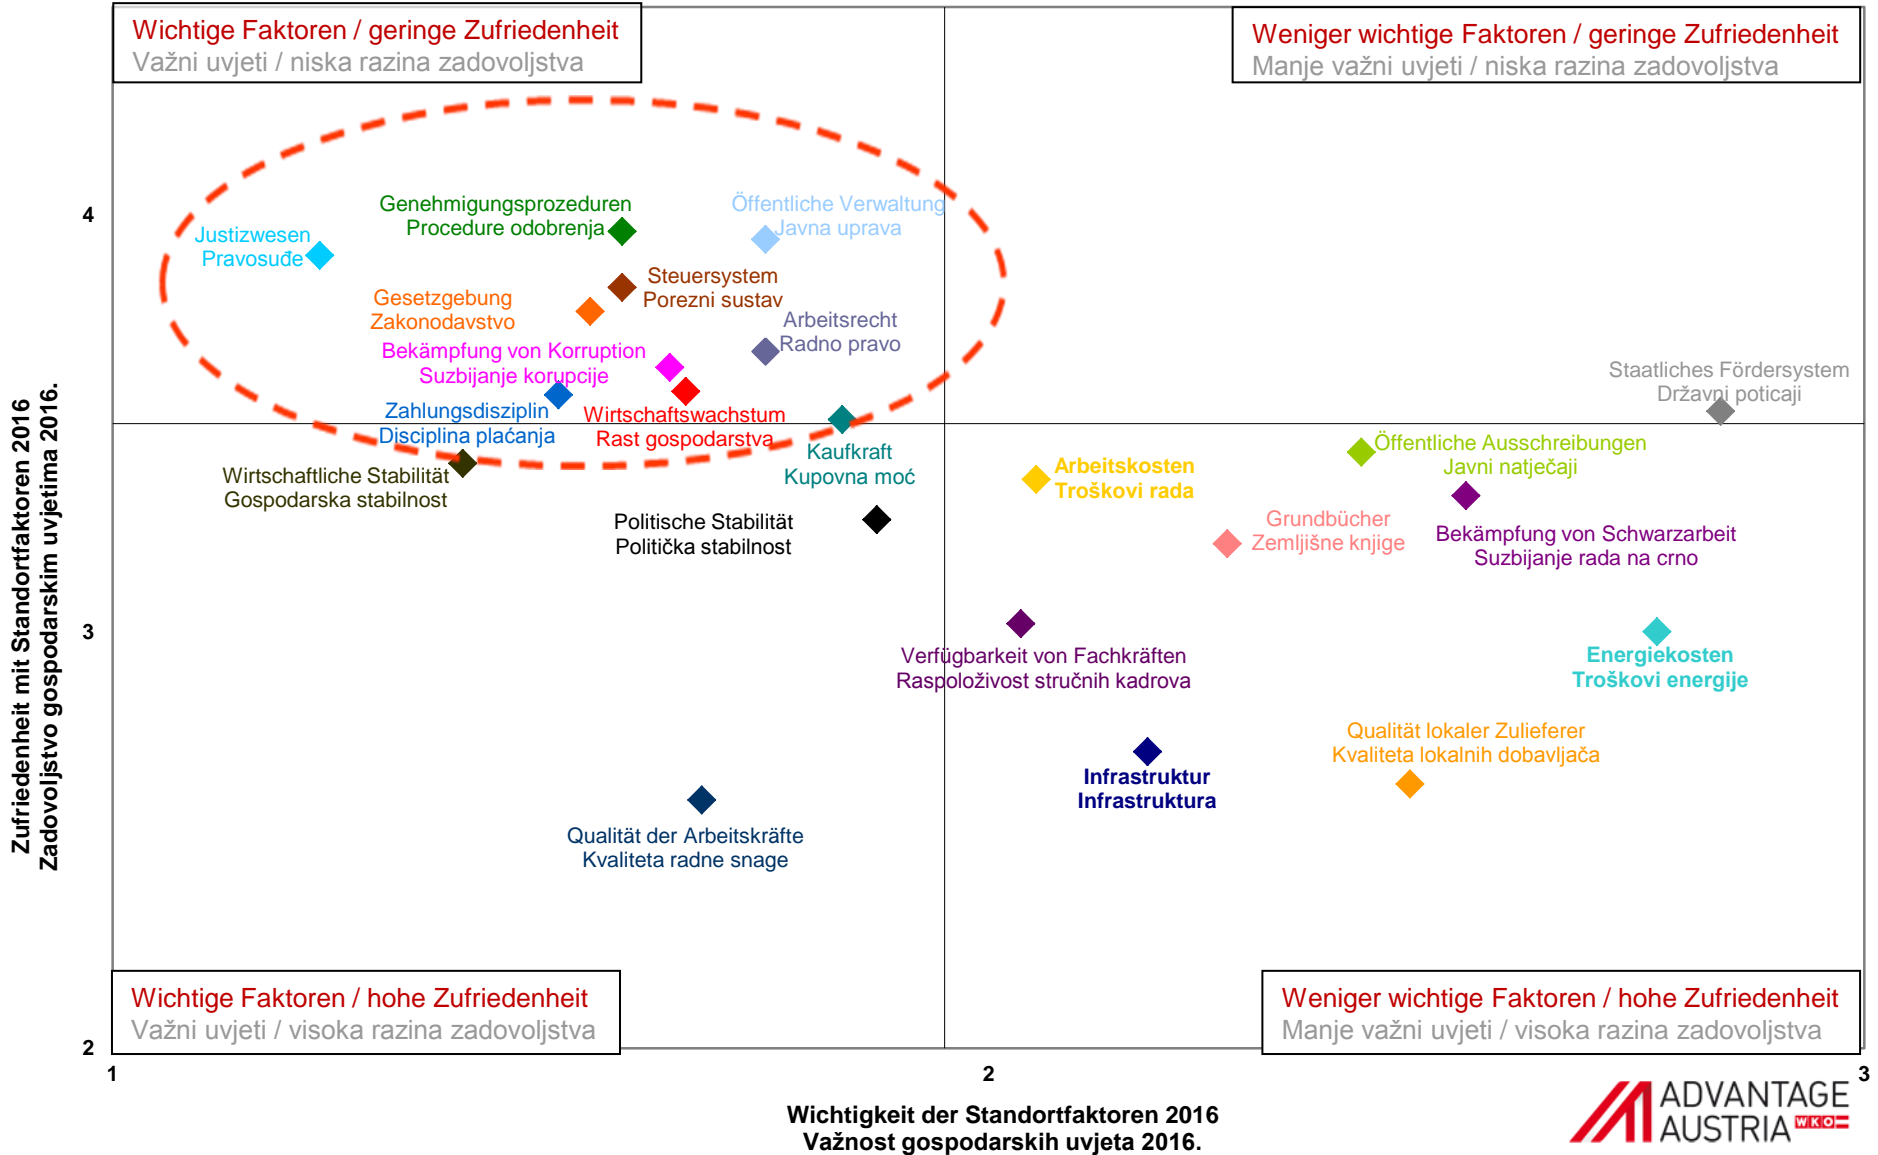 Wichtige Faktoren / geringe Zufriedenheit
Važni uvjeti / niska razina zadovoljstva
Weniger wichtige Faktoren / geringe Zufriedenheit
Manje važni uvjeti / niska razina zadovoljstva
4
Genehmigungsprozeduren
Procedure odobrenja
Öffentliche Verwaltung
Javna uprava
Justizwesen
Pravosuđe
Steuersystem
Porezni sustav
Gesetzgebung
Zakonodavstvo
Arbeitsrecht
Radno pravo
Bekämpfung von Korruption
Suzbijanje korupcije
Staatliches Fördersystem
Državni poticaji
Zahlungsdisziplin
Disciplina plaćanja
Wirtschaftswachstum
Rast gospodarstva
Kaufkraft
Kupovna moć
Öffentliche Ausschreibungen
Javni natječaji
Wirtschaftliche Stabilität
Gospodarska stabilnost
Arbeitskosten
Troškovi rada
Politische Stabilität
Politička stabilnost
Grundbücher
Zemljišne knjige
Bekämpfung von Schwarzarbeit
Suzbijanje rada na crno
Zufriedenheit mit Standortfaktoren 2016
Zadovoljstvo gospodarskim uvjetima 2016.
3
Verfügbarkeit von Fachkräften
Raspoloživost stručnih kadrova
Energiekosten
Troškovi energije
Qualität lokaler Zulieferer
Kvaliteta lokalnih dobavljača
Infrastruktur
Infrastruktura
Qualität der Arbeitskräfte
Kvaliteta radne snage
Wichtige Faktoren / hohe Zufriedenheit
Važni uvjeti / visoka razina zadovoljstva
Weniger wichtige Faktoren / hohe Zufriedenheit
Manje važni uvjeti / visoka razina zadovoljstva
2
1
2
3
Wichtigkeit der Standortfaktoren 2016
Važnost gospodarskih uvjeta 2016.
ADVANTAGE
AUSTRIA WKO